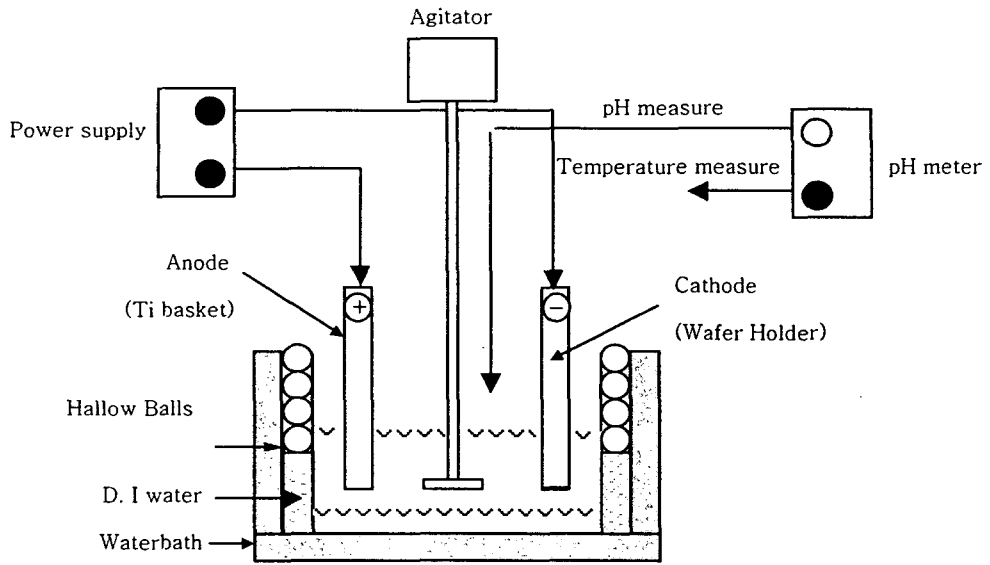 Agitator
Power supply
pH measure
Temperature measure
pH meter
Anode
(Ti basket)
+
−
Cathode
(Wafer Holder)
Hallow Balls
D. I water
Waterbath